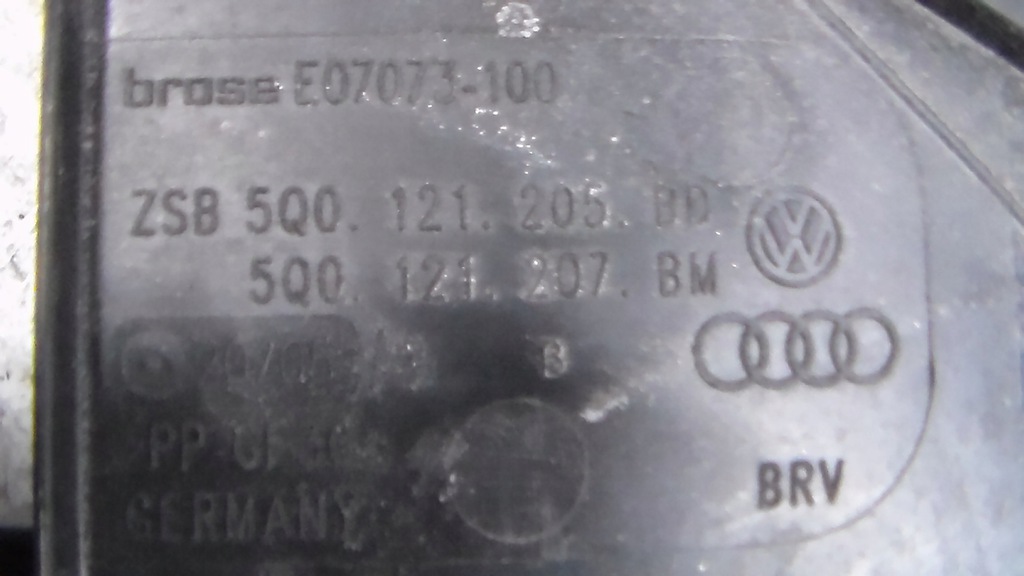 brose E07073-100
ZSB 5Q0. 121. 205. BD
5Q0. 121. 207. BM
B
BRV
GERMANY